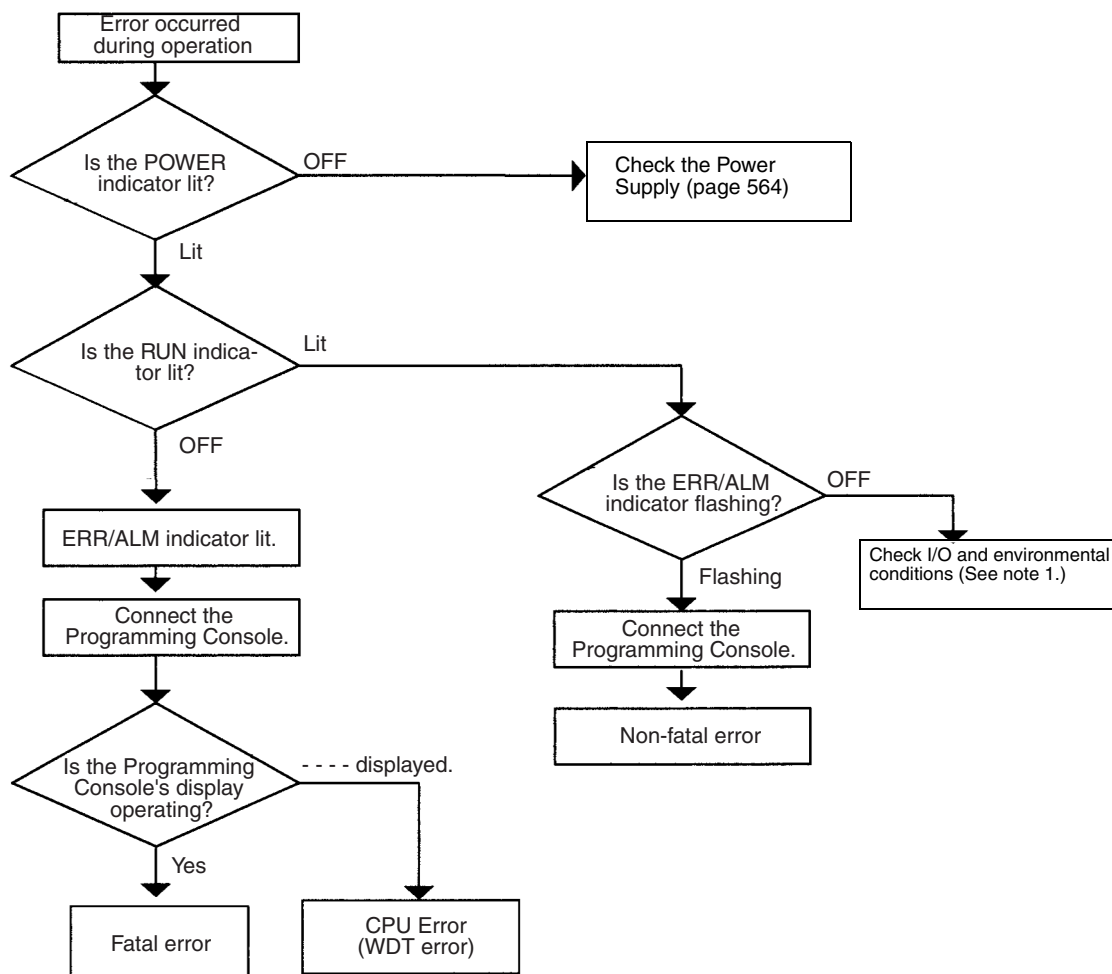 Error occurred
during operation
Is the POWER
indicator lit?
OFF
Check the Power
Supply (page 564)
Lit
Is the RUN indica-
tor lit?
Lit
OFF
Is the ERR/ALM
indicator flashing?
OFF
ERR/ALM indicator lit.
Check I/O and environmental
conditions (See note 1.)
Flashing
Connect the
Programming Console.
Connect the
Programming Console.
Non-fatal error
Is the Programming
Console's display
operating?
- - - - displayed.
Yes
Fatal error
CPU Error
(WDT error)